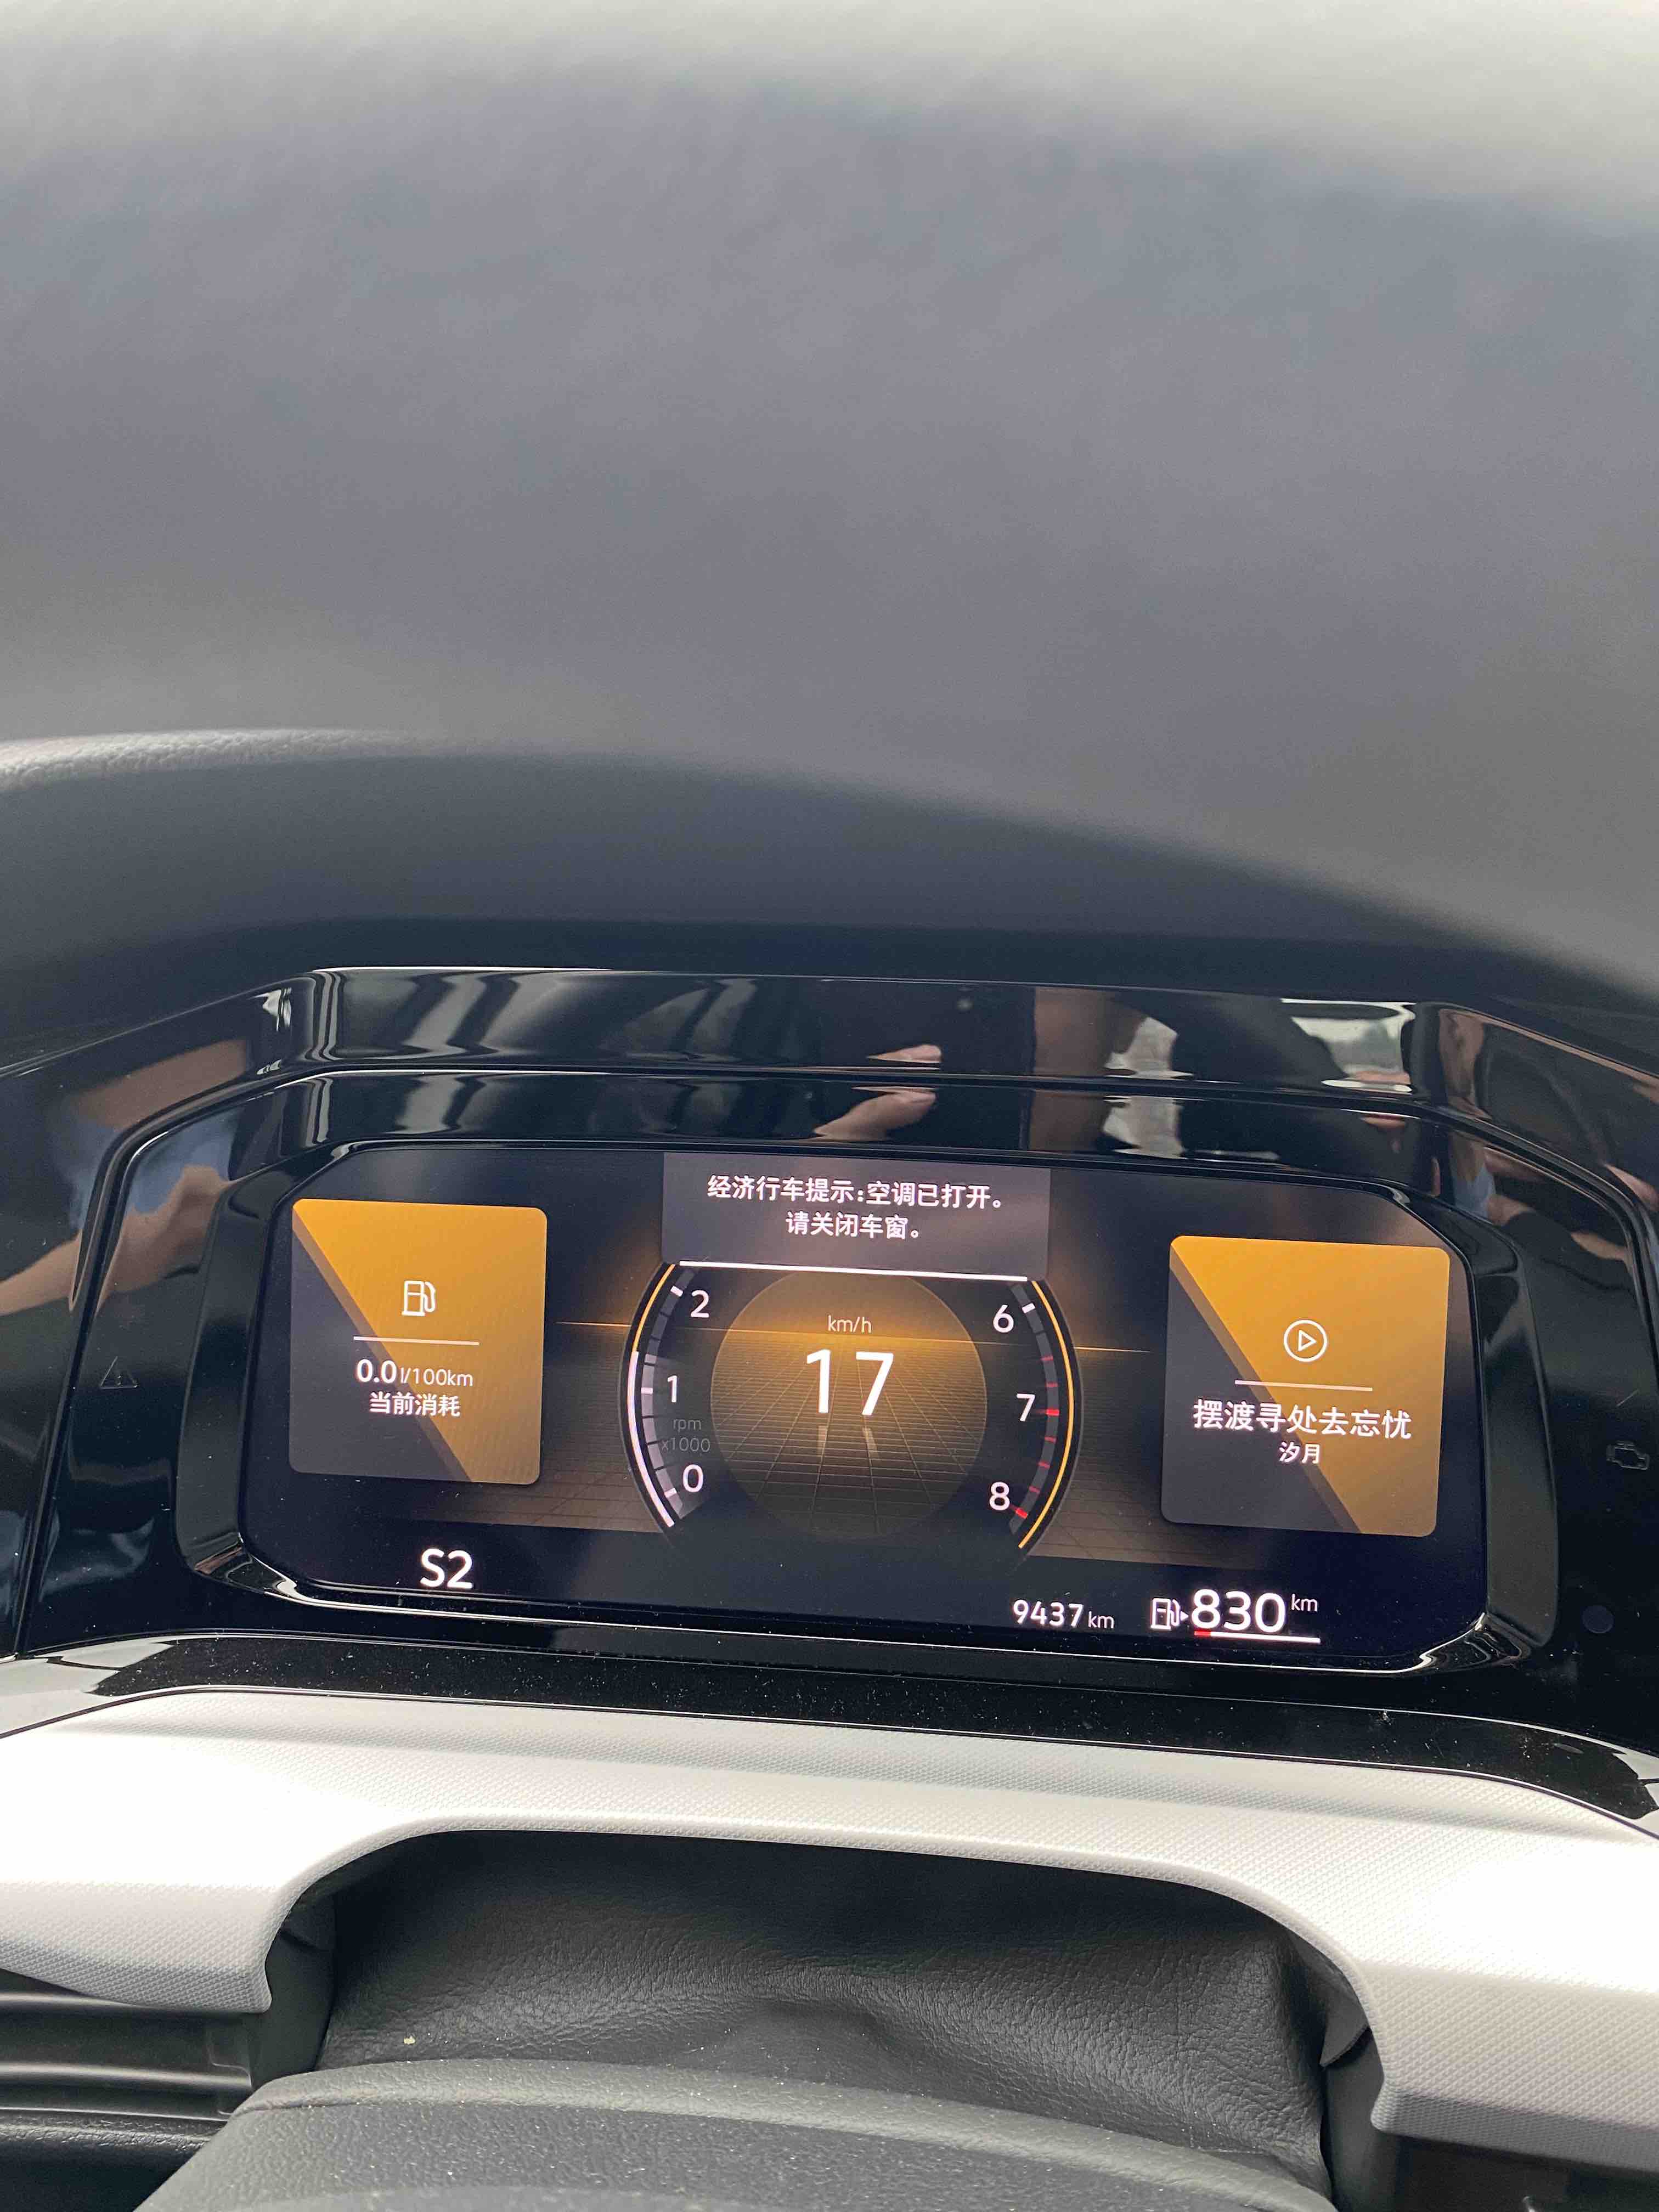 经济行车提示:空调已打开。
请关闭车窗。
0.0 l/100km
当前消耗
2
1
rpm
x1000
0
km/h
17
6
7
8
摆渡寻处去忘忧
汐月
S2
9437 km
830 km